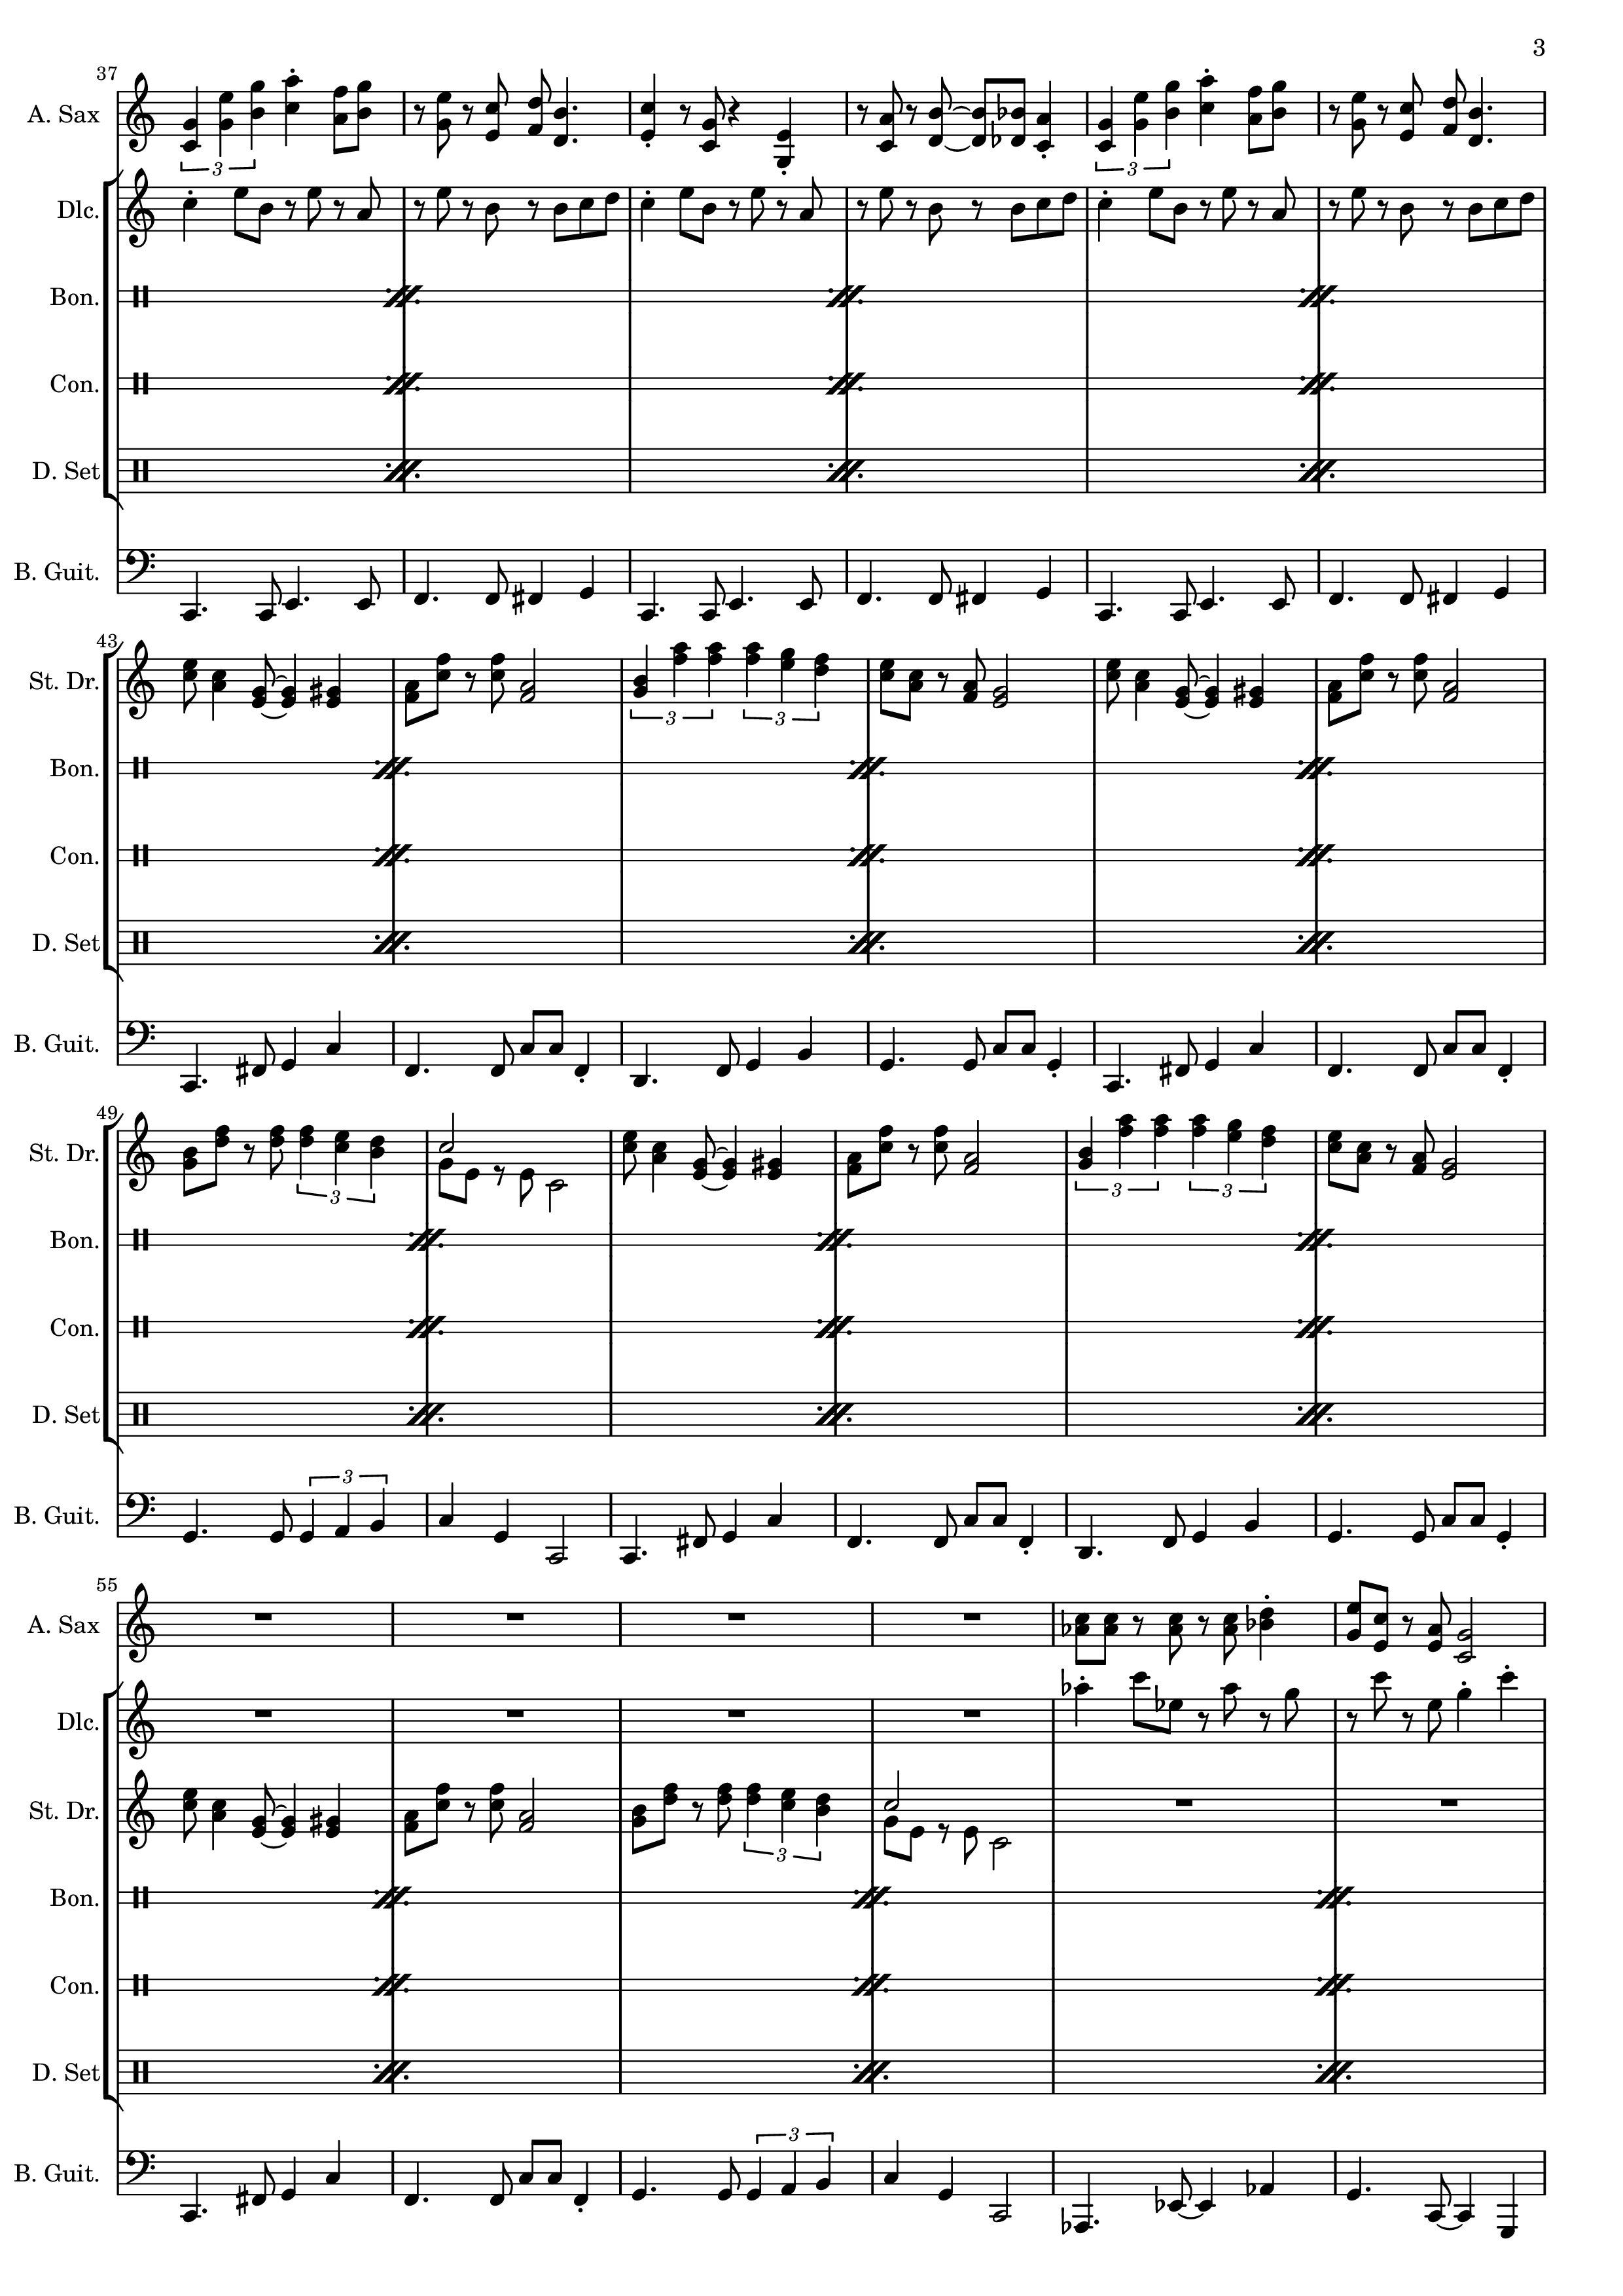 3
37
A. Sax
3
3
Dlc.
Bon.
Con.
D. Set
B. Guit.
43
St. Dr.
3
3
Bon.
Con.
D. Set
B. Guit.
49
St. Dr.
3
3
3
Bon.
Con.
D. Set
3
B. Guit.
55
A. Sax
Dlc.
St. Dr.
3
Bon.
Con.
D. Set
3
B. Guit.